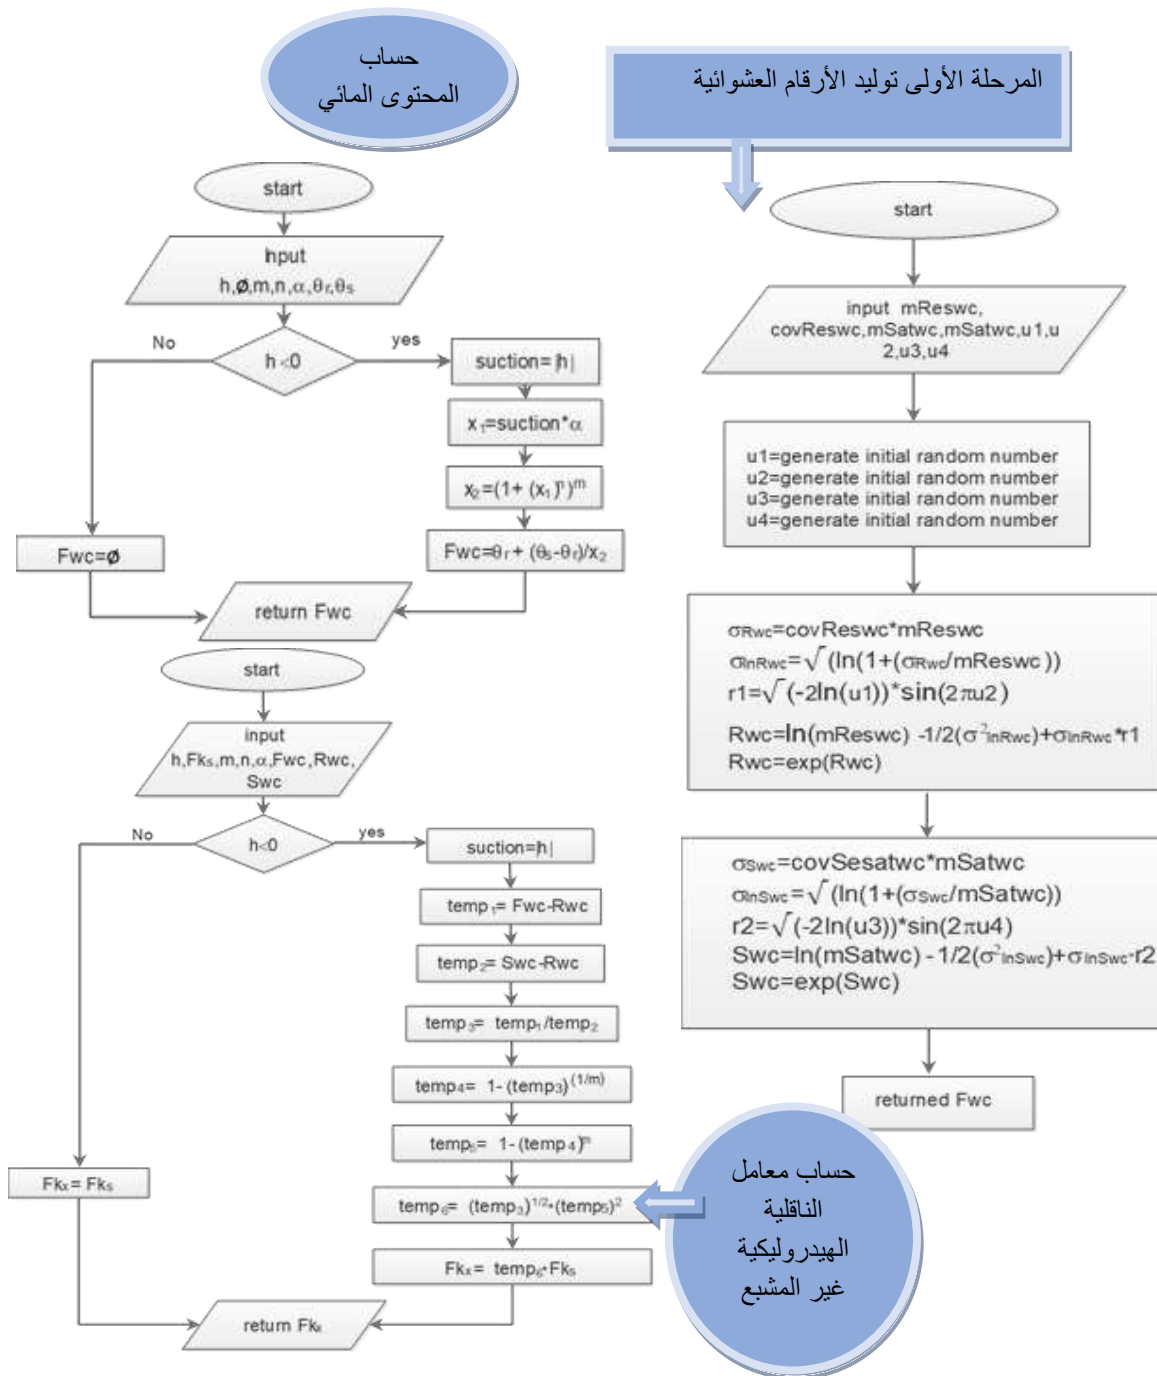 حساب
المحتوى المائي
المرحلة الأولى توليد الأرقام العشوائية
start
Input
h,ø,m,n,α,θr,θs
h<0
No
yes
suction=|h|
x1=suction*α
x2=(1+ (x1)^n)^m
Fwc=θr + (θs-θr)/x2
Fwc=ø
return Fwc
start
input
h,Fks,m,n,α,Fwc,Rwc,
Swc
h<0
No
yes
suction=|h|
temp1= Fwc-Rwc
temp2= Swc-Rwc
temp3= temp1/temp2
temp4= 1-(temp3)^(1/m)
temp5= 1-(temp4)^m
temp6= (temp3)^1/2*(temp5)^2
Fkx= temp6*Fks
Fkx= Fks
return Fkx
حساب معامل
الناقلية
الهيدروليكية
غير المشبع
start
input mReswc,
covReswc,mSatwc,mSatwc,u1,u
2,u3,u4
u1=generate initial random number
u2=generate initial random number
u3=generate initial random number
u4=generate initial random number
σRwc=covReswc*mReswc
σlnRwc=√(ln(1+(σRwc/mReswc))
r1=√(-2ln(u1))*sin(2πu2)
Rwc=ln(mReswc) -1/2(σ²lnRwc)+σlnRwc*r1
Rwc=exp(Rwc)
σSwc=covSesatwc*mSatwc
σlnSwc=√(ln(1+(σSwc/mSatwc))
r2=√(-2ln(u3))*sin(2πu4)
Swc=ln(mSatwc) -1/2(σ²lnSwc)+σlnSwc*r2
Swc=exp(Swc)
returned Fwc